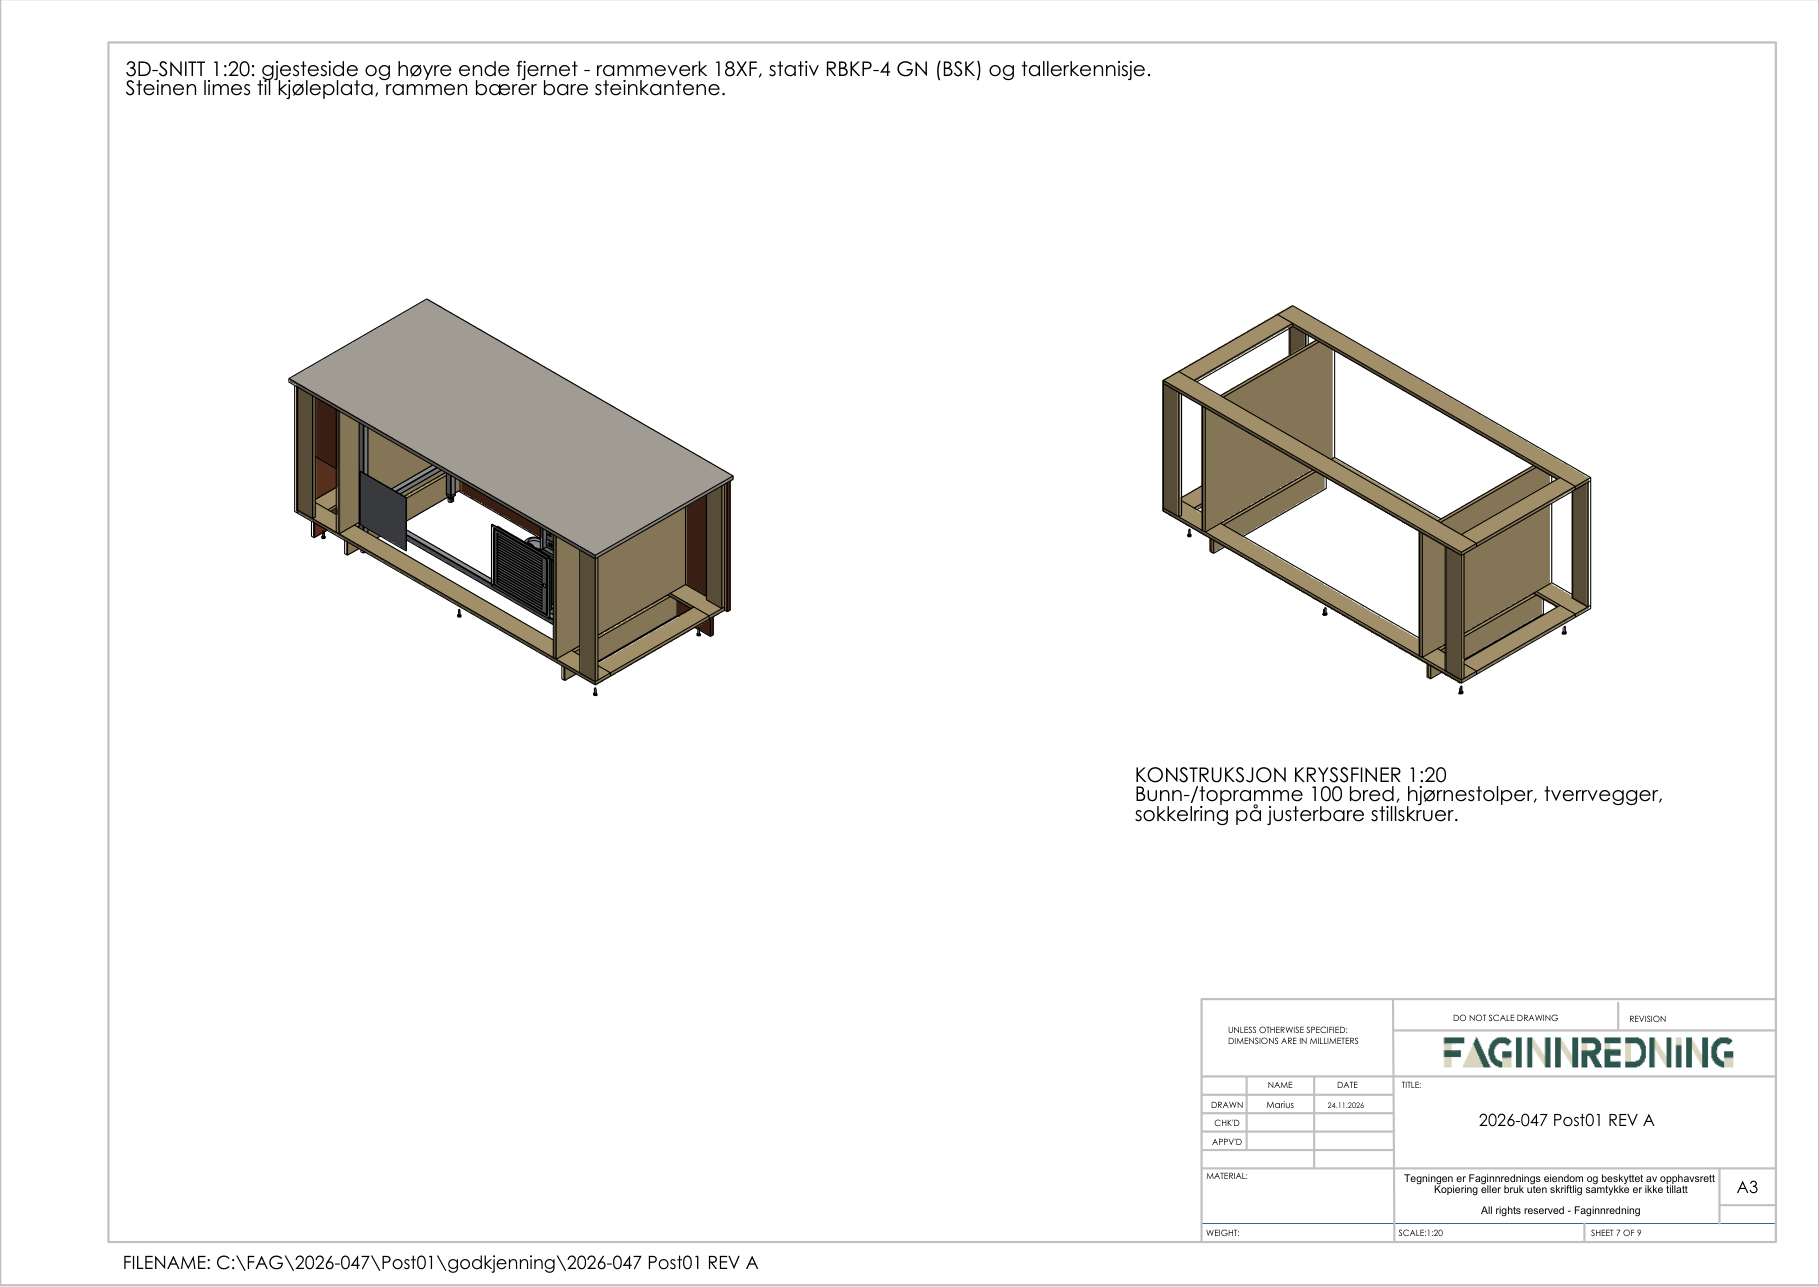 3D-SNITT 1:20: gjesteside og høyre ende fjernet - rammeverk 18XF, stativ RBKP-4 GN (BSK) og tallerkennisje.
Steinen limes til kjøleplata, rammen bærer bare steinkantene.
KONSTRUKSJON KRYSSFINER 1:20
Bunn-/topramme 100 bred, hjørnestolper, tverrvegger,
sokkelring på justerbare stillskruer.
UNLESS OTHERWISE SPECIFIED:
DIMENSIONS ARE IN MILLIMETERS
DO NOT SCALE DRAWING
REVISION
FAGINNREDNING
NAME
DATE
TITLE:
DRAWN
Marius
24.11.2026
CHK'D
APPV'D
2026-047 Post01 REV A
MATERIAL:
Tegningen er Faginnrednings eiendom og beskyttet av opphavsrett
Kopiering eller bruk uten skriftlig samtykke er ikke tillatt
All rights reserved - Faginnredning
A3
WEIGHT:
SCALE:1:20
SHEET 7 OF 9
FILENAME: C:\FAG\2026-047\Post01\godkjenning\2026-047 Post01 REV A